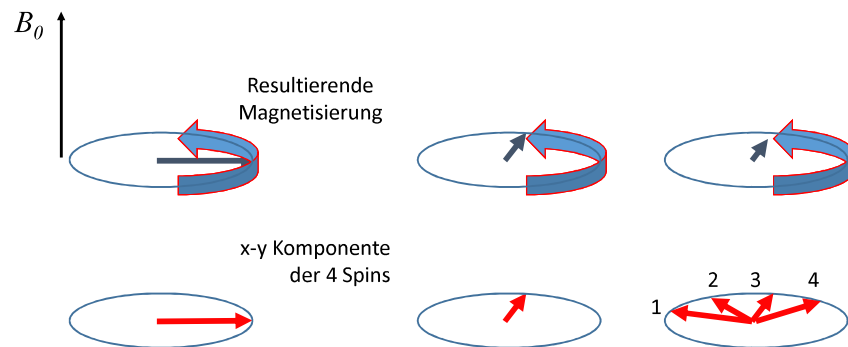 B0
Resultierende
Magnetisierung
x-y Komponente
der 4 Spins
1
2
3
4